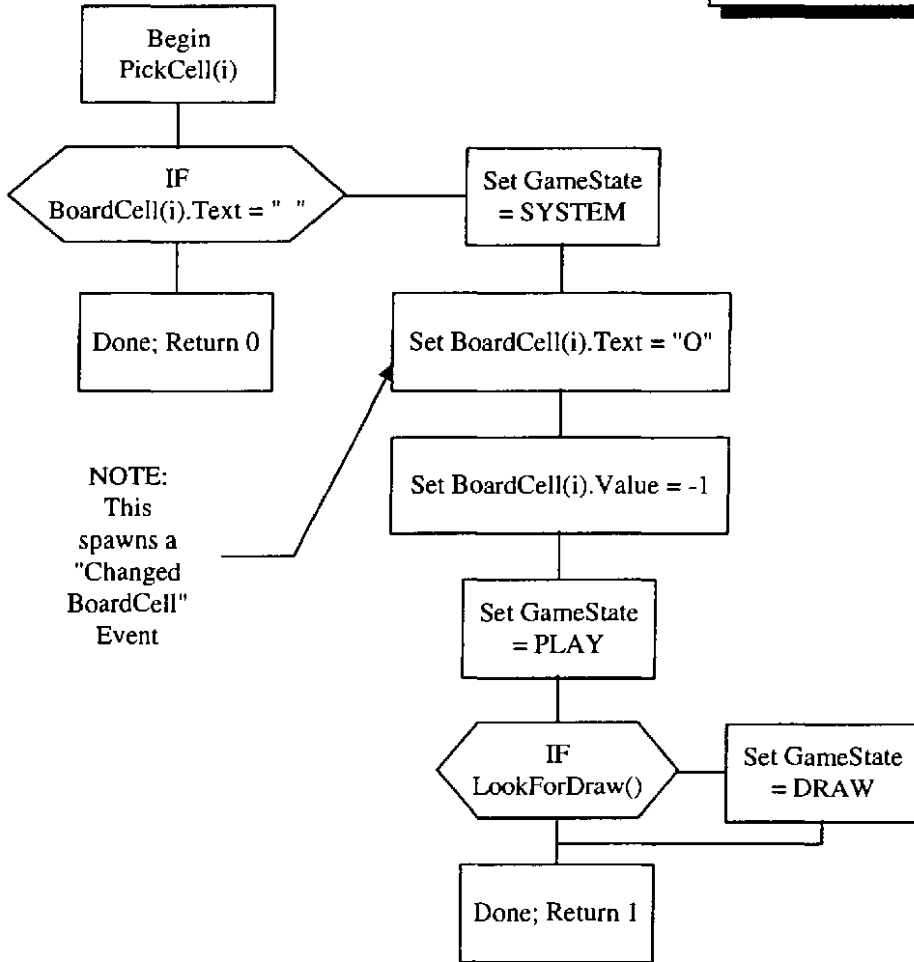 Begin
PickCell(i)
IF
BoardCell(i).Text = " "
Set GameState
= SYSTEM
Done; Return 0
Set BoardCell(i).Text = "O"
NOTE:
This
spawns a
"Changed
BoardCell"
Event
Set BoardCell(i).Value = -1
Set GameState
= PLAY
IF
LookForDraw()
Set GameState
= DRAW
Done; Return 1